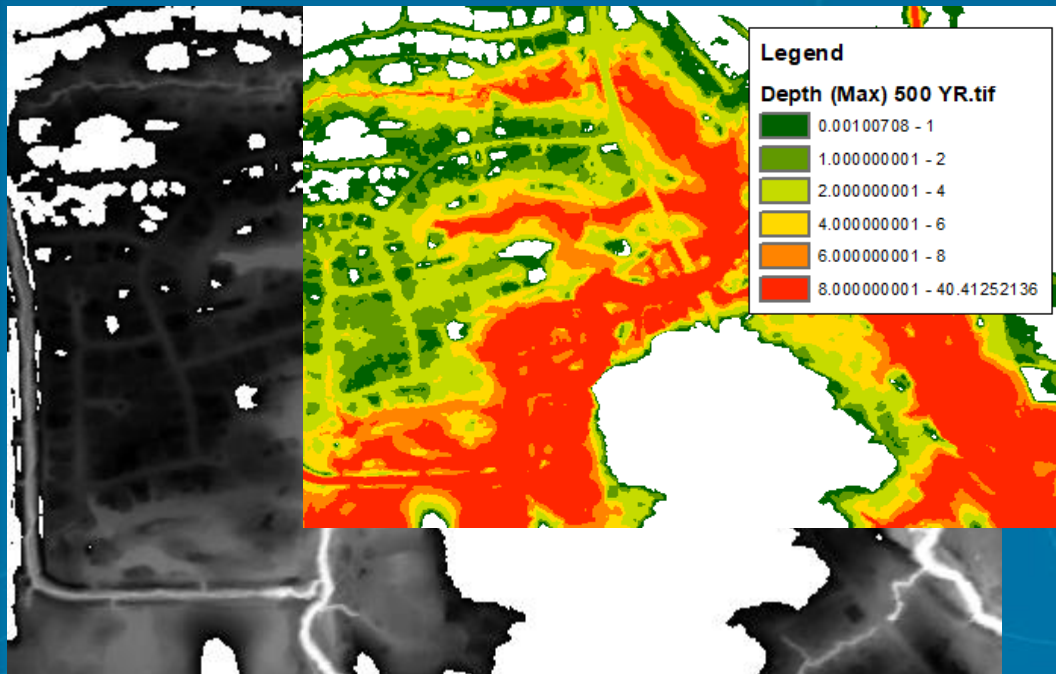 Legend
Depth (Max) 500 YR.tif
0.00100708 - 1
1.000000001 - 2
2.000000001 - 4
4.000000001 - 6
6.000000001 - 8
8.000000001 - 40.41252136